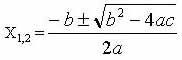 X₁,₂ = (−b ± √(b² − 4ac)) / 2a